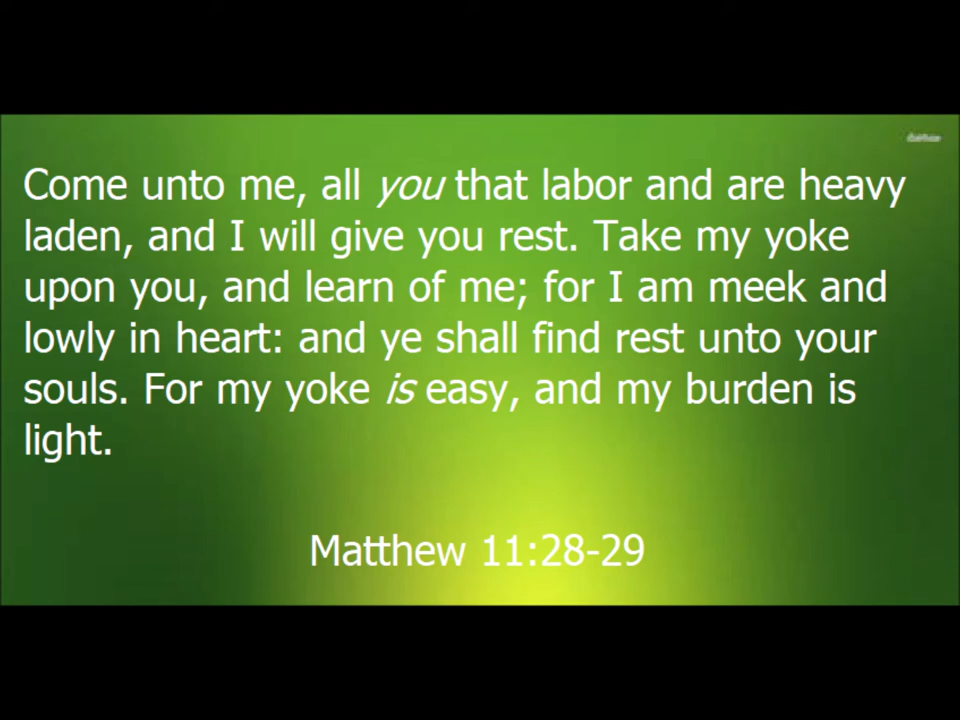 Come unto me, all you that labor and are heavy
laden, and I will give you rest. Take my yoke
upon you, and learn of me; for I am meek and
lowly in heart: and ye shall find rest unto your
souls. For my yoke is easy, and my burden is
light.
Matthew 11:28-29